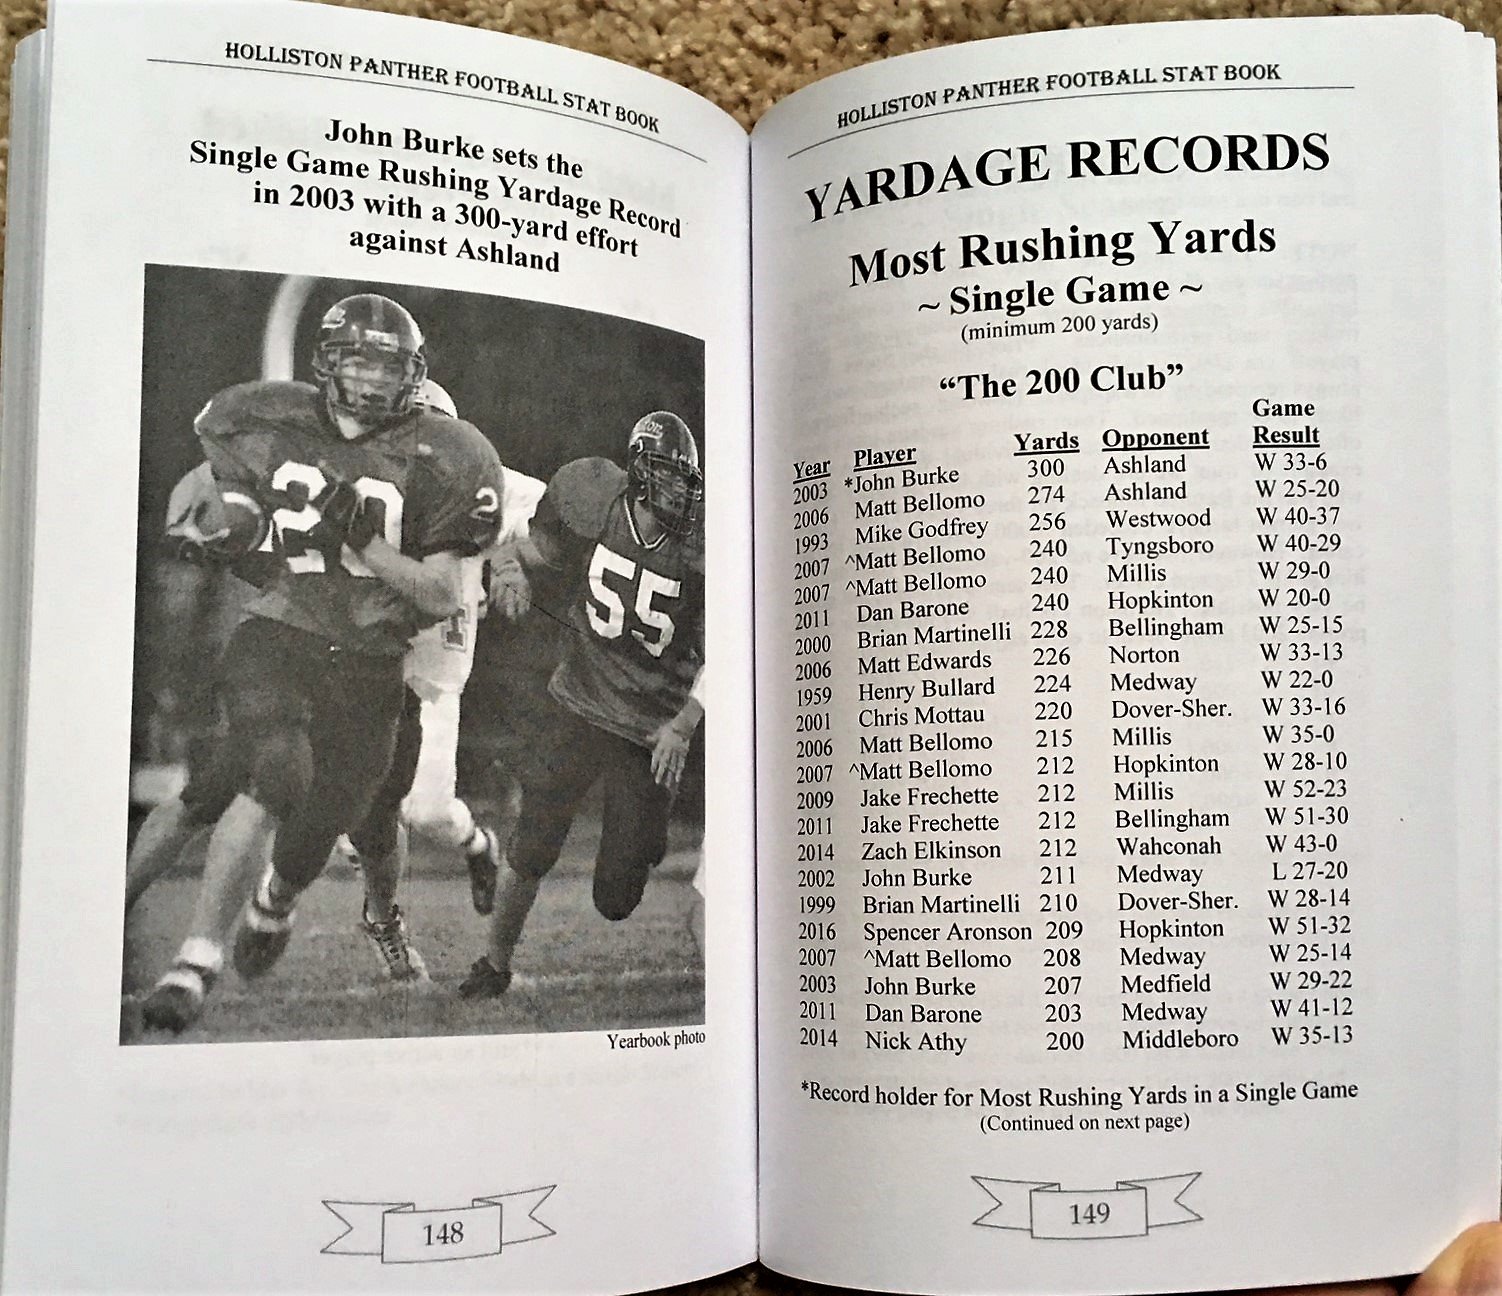 HOLLISTON PANTHER FOOTBALL STAT BOOK
John Burke sets the
Single Game Rushing Yardage Record
in 2003 with a 300-yard effort
against Ashland
20
2
55
Yearbook photo
148
HOLLISTON PANTHER FOOTBALL STAT BOOK
YARDAGE RECORDS
Most Rushing Yards
~ Single Game ~
(minimum 200 yards)
“The 200 Club”
Game
Year Player Yards Opponent Result
2003 *John Burke 300 Ashland W 33-6
2006 Matt Bellomo 274 Ashland W 25-20
1993 Mike Godfrey 256 Westwood W 40-37
2007 ^Matt Bellomo 240 Tyngsboro W 40-29
2007 ^Matt Bellomo 240 Millis W 29-0
2011 Dan Barone 240 Hopkinton W 20-0
2000 Brian Martinelli 228 Bellingham W 25-15
2006 Matt Edwards 226 Norton W 33-13
1959 Henry Bullard 224 Medway W 22-0
2001 Chris Mottau 220 Dover-Sher. W 33-16
2006 Matt Bellomo 215 Millis W 35-0
2007 ^Matt Bellomo 212 Hopkinton W 28-10
2009 Jake Frechette 212 Millis W 52-23
2011 Jake Frechette 212 Bellingham W 51-30
2014 Zach Elkinson 212 Wahconah W 43-0
2002 John Burke 211 Medway L 27-20
1999 Brian Martinelli 210 Dover-Sher. W 28-14
2016 Spencer Aronson 209 Hopkinton W 51-32
2007 ^Matt Bellomo 208 Medway W 25-14
2003 John Burke 207 Medfield W 29-22
2011 Dan Barone 203 Medway W 41-12
2014 Nick Athy 200 Middleboro W 35-13
*Record holder for Most Rushing Yards in a Single Game
(Continued on next page)
149